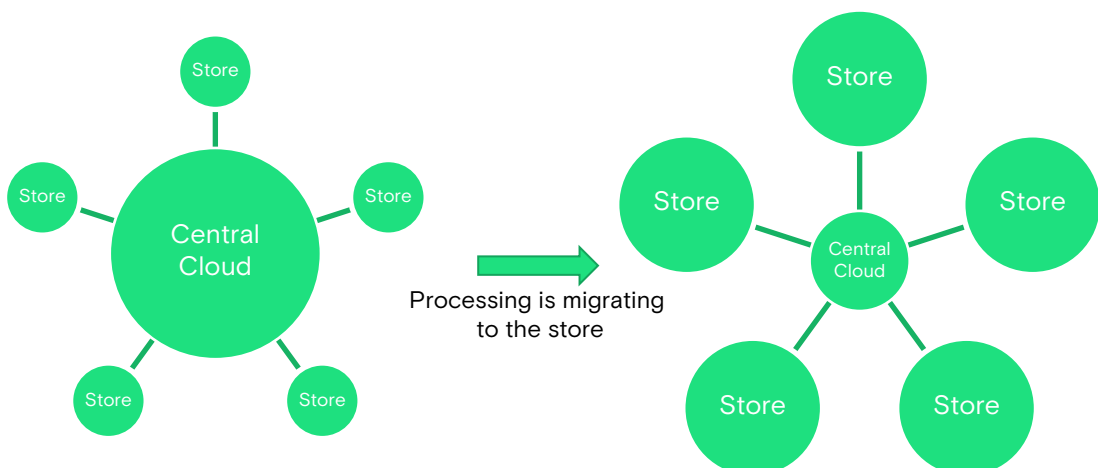 Store
Store
Store
Central
Cloud
Store
Store
Processing is migrating
to the store
Store
Store
Store
Central
Cloud
Store
Store